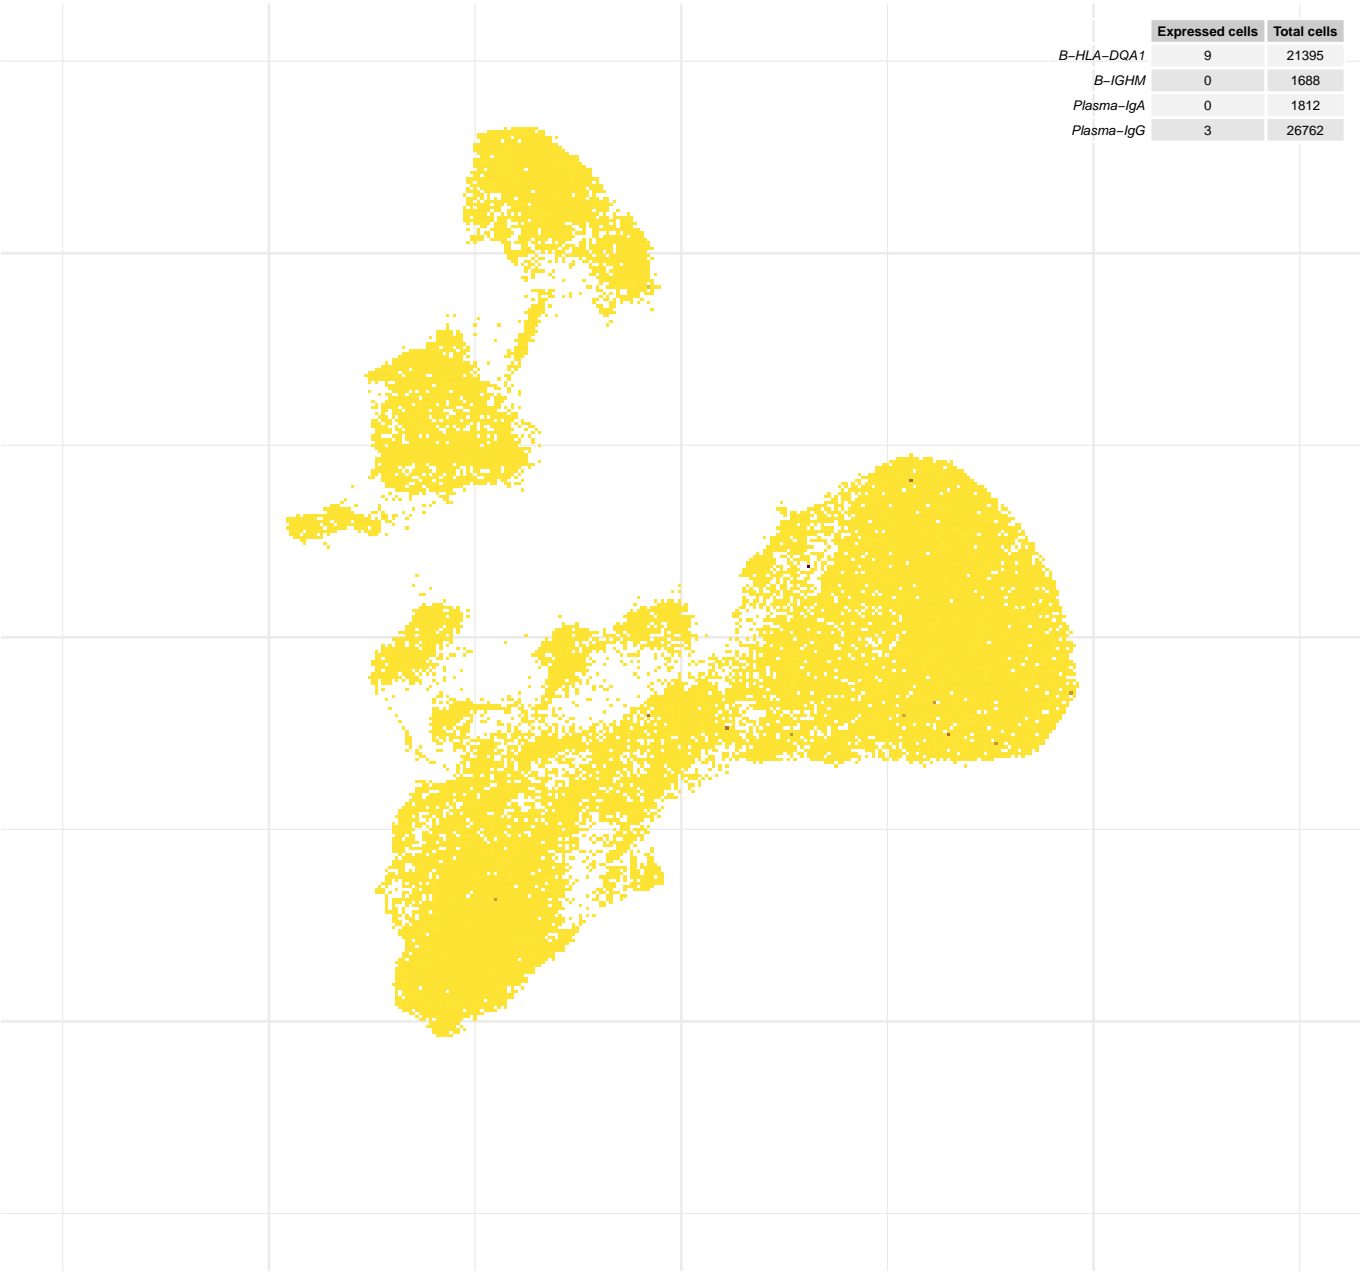 Expressed cells Total cells
B−HLA−DQA1 9 21395
B−IGHM 0 1688
Plasma−IgA 0 1812
Plasma−IgG 3 26762